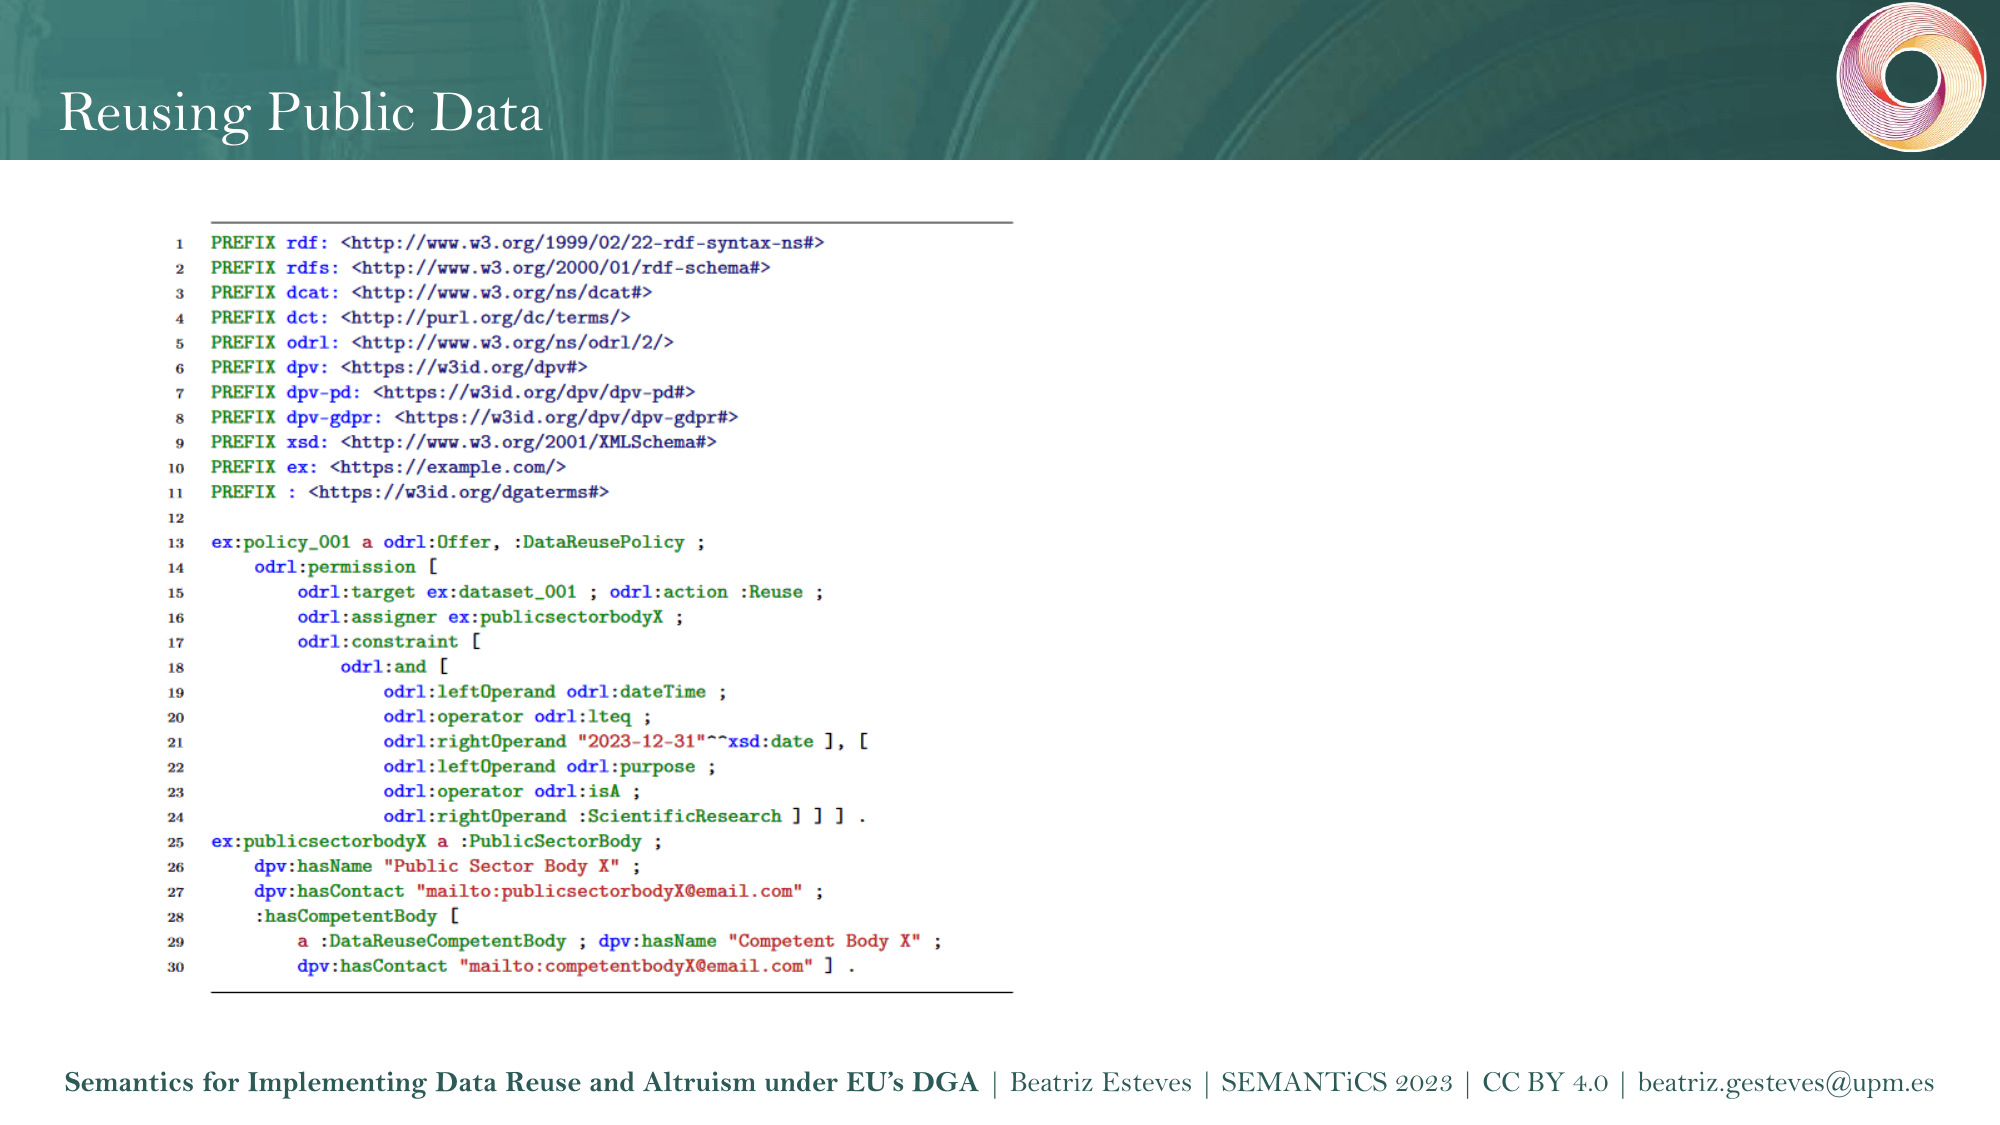 Reusing Public Data
1 PREFIX rdf: <http://www.w3.org/1999/02/22-rdf-syntax-ns#>
2 PREFIX rdfs: <http://www.w3.org/2000/01/rdf-schema#>
3 PREFIX dcat: <http://www.w3.org/ns/dcat#>
4 PREFIX dct: <http://purl.org/dc/terms/>
5 PREFIX odrl: <http://www.w3.org/ns/odrl/2/>
6 PREFIX dpv: <https://w3id.org/dpv#>
7 PREFIX dpv-pd: <https://w3id.org/dpv/dpv-pd#>
8 PREFIX dpv-gdpr: <https://w3id.org/dpv/dpv-gdpr#>
9 PREFIX xsd: <http://www.w3.org/2001/XMLSchema#>
10 PREFIX ex: <https://example.com/>
11 PREFIX : <https://w3id.org/dgaterms#>
12
13 ex:policy_001 a odrl:Offer, :DataReusePolicy ;
14 odrl:permission [
15 odrl:target ex:dataset_001 ; odrl:action :Reuse ;
16 odrl:assigner ex:publicsectorbodyX ;
17 odrl:constraint [
18 odrl:and [
19 odrl:leftOperand odrl:dateTime ;
20 odrl:operator odrl:lteq ;
21 odrl:rightOperand "2023-12-31"^^xsd:date ], [
22 odrl:leftOperand odrl:purpose ;
23 odrl:operator odrl:isA ;
24 odrl:rightOperand :ScientificResearch ] ] ] .
25 ex:publicsectorbodyX a :PublicSectorBody ;
26 dpv:hasName "Public Sector Body X" ;
27 dpv:hasContact "mailto:publicsectorbodyX@email.com" ;
28 :hasCompetentBody [
29 a :DataReuseCompetentBody ; dpv:hasName "Competent Body X" ;
30 dpv:hasContact "mailto:competentbodyX@email.com" ] .
Semantics for Implementing Data Reuse and Altruism under EU’s DGA | Beatriz Esteves | SEMANTiCS 2023 | CC BY 4.0 | beatriz.gesteves@upm.es